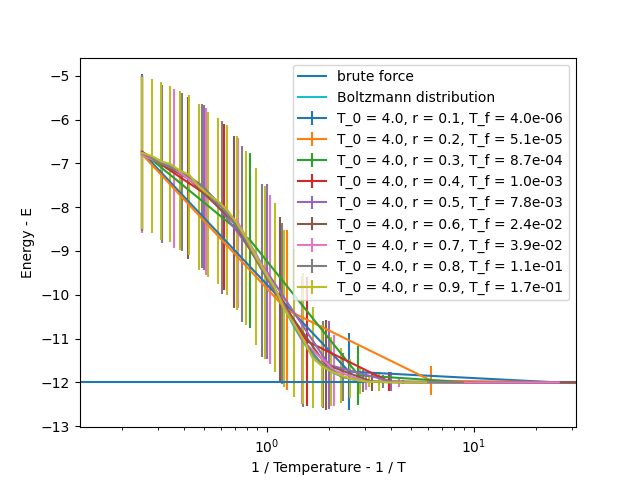 −5
−6
−7
−8
−9
−10
−11
−12
−13
Energy - E
10⁰
10¹
1 / Temperature - 1 / T
brute force
Boltzmann distribution
T_0 = 4.0, r = 0.1, T_f = 4.0e-06
T_0 = 4.0, r = 0.2, T_f = 5.1e-05
T_0 = 4.0, r = 0.3, T_f = 8.7e-04
T_0 = 4.0, r = 0.4, T_f = 1.0e-03
T_0 = 4.0, r = 0.5, T_f = 7.8e-03
T_0 = 4.0, r = 0.6, T_f = 2.4e-02
T_0 = 4.0, r = 0.7, T_f = 3.9e-02
T_0 = 4.0, r = 0.8, T_f = 1.1e-01
T_0 = 4.0, r = 0.9, T_f = 1.7e-01